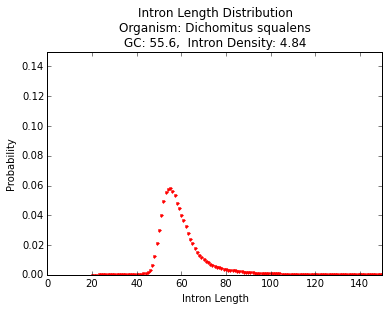 Intron Length Distribution
Organism: Dichomitus squalens
GC: 55.6,  Intron Density: 4.84
0.14
0.12
0.10
0.08
0.06
0.04
0.02
0.00
Probability
0 20 40 60 80 100 120 140
Intron Length